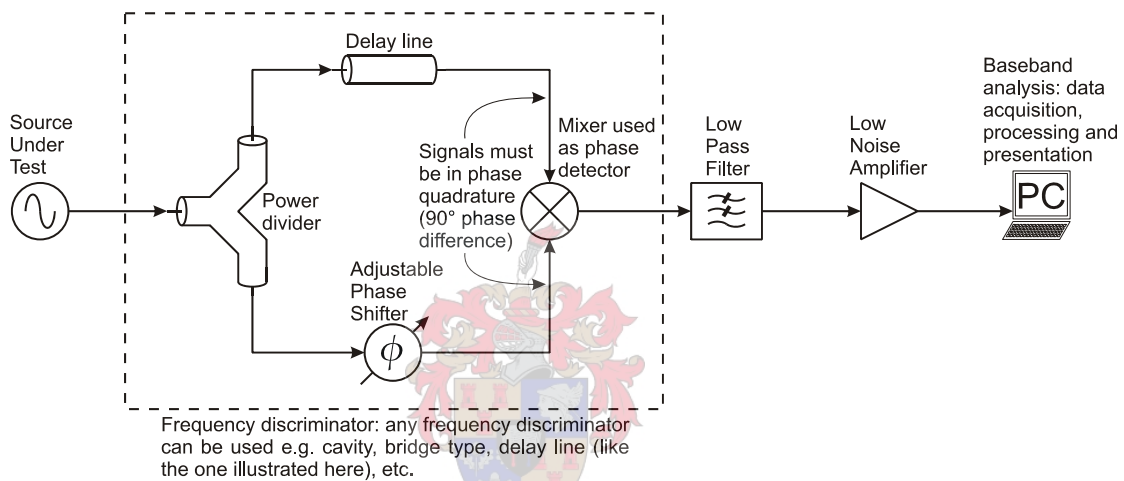 Source
Under
Test
Power
divider
Delay line
Signals must
be in phase
quadrature
(90° phase
difference)
Mixer used
as phase
detector
Adjustable
Phase
Shifter
ϕ
Low
Pass
Filter
Low
Noise
Amplifier
Baseband
analysis: data
acquisition,
processing and
presentation
PC
Frequency discriminator: any frequency discriminator
can be used e.g. cavity, bridge type, delay line (like
the one illustrated here), etc.